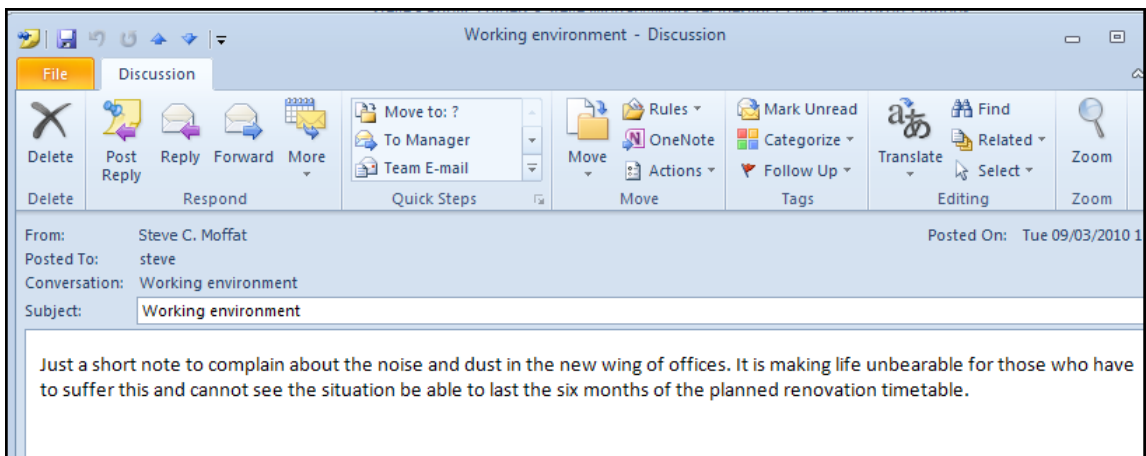 Working environment - Discussion
File Discussion
Move to: ? Rules Mark Unread Find
To Manager OneNote Categorize Related
Delete Post Reply Reply Forward More Team E-mail Move Actions Follow Up Translate Select Zoom
Delete Respond Quick Steps Move Tags Editing Zoom
From: Steve C. Moffat Posted On: Tue 09/03/2010 1
Posted To: steve
Conversation: Working environment
Subject: Working environment
Just a short note to complain about the noise and dust in the new wing of offices. It is making life unbearable for those who have
to suffer this and cannot see the situation be able to last the six months of the planned renovation timetable.